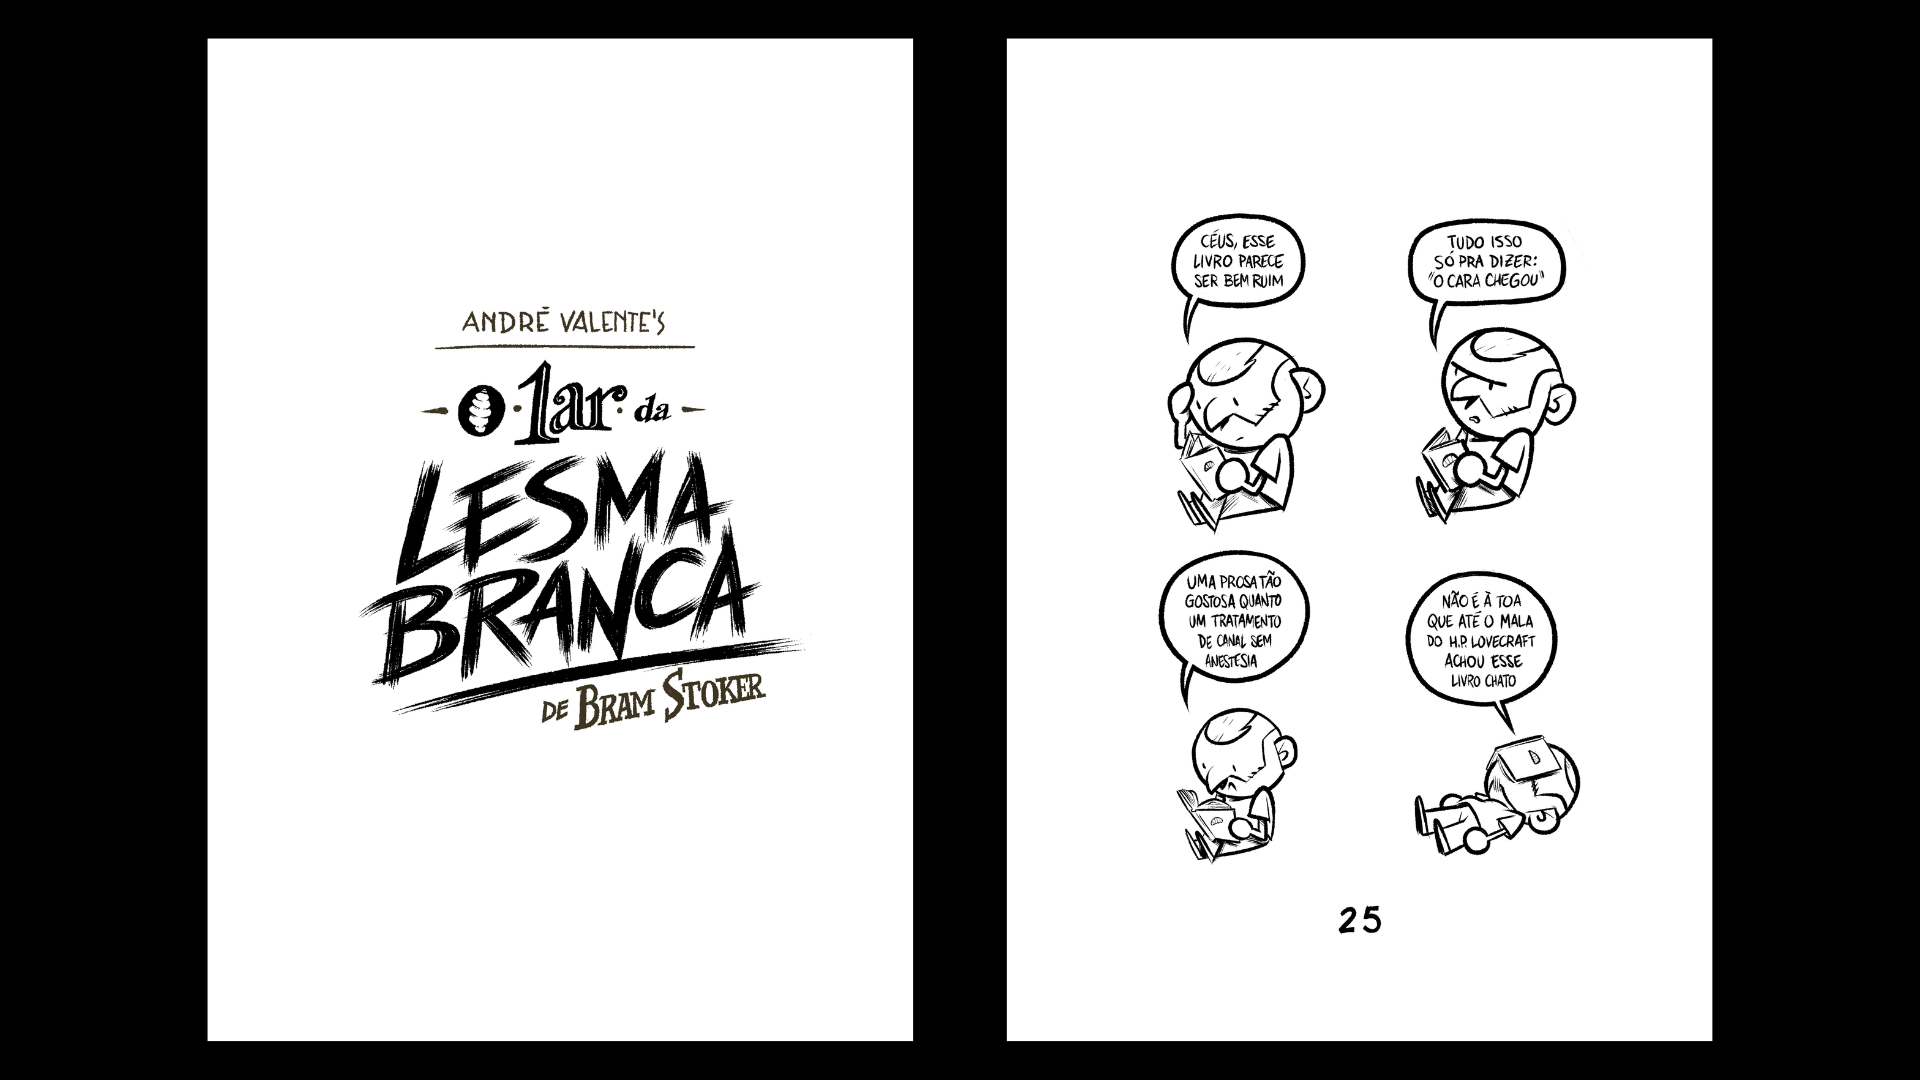 ANDRÉ VALENTE'S
O lar da
LESMA
BRANCA
DE BRAM STOKER
CÉUS, ESSE
LIVRO PARECE
SER BEM RUIM
TUDO ISSO
SÓ PRA DIZER:
"O CARA CHEGOU"
UMA PROSA TÃO
GOSTOSA QUANTO
UM TRATAMENTO
DE CANAL SEM
ANESTESIA
NÃO É À TOA
QUE ATÉ O MALA
DO H.P. LOVECRAFT
ACHOU ESSE
LIVRO CHATO
25